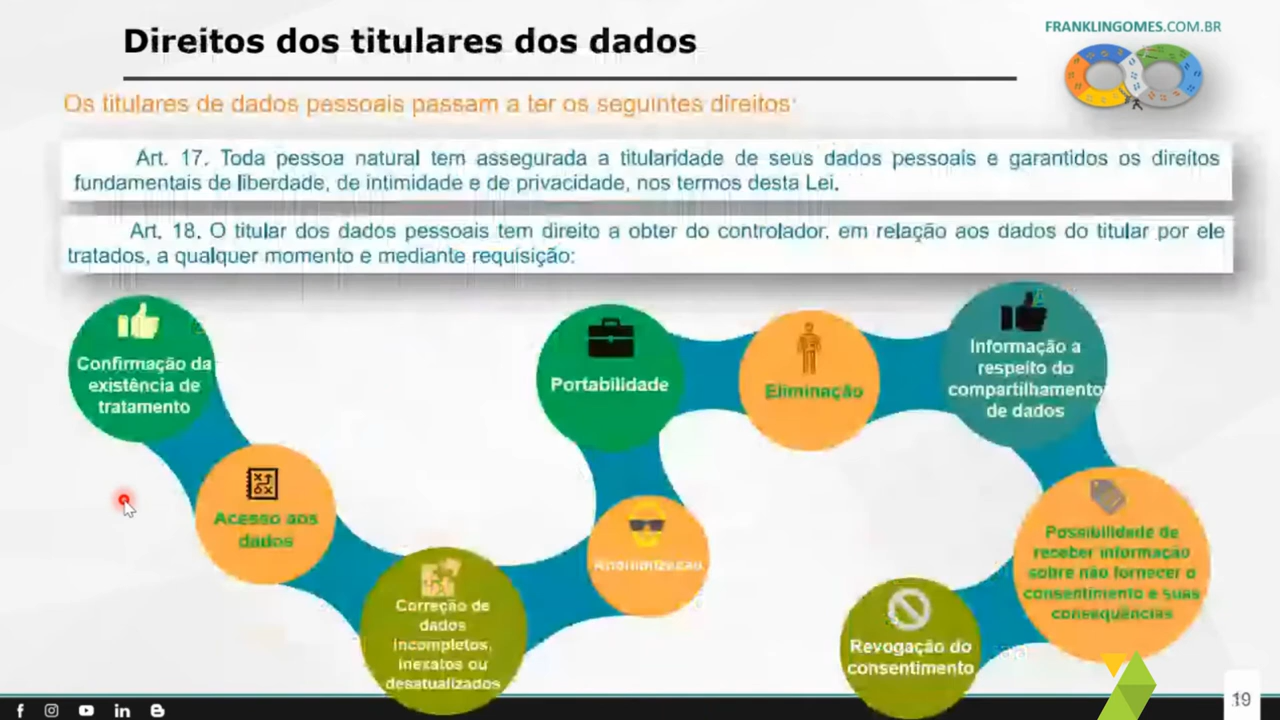 Direitos dos titulares dos dados
FRANKLINGOMES.COM.BR
Os titulares de dados pessoais passam a ter os seguintes direitos:
Art. 17. Toda pessoa natural tem assegurada a titularidade de seus dados pessoais e garantidos os direitos
fundamentais de liberdade, de intimidade e de privacidade, nos termos desta Lei.
Art. 18. O titular dos dados pessoais tem direito a obter do controlador, em relação aos dados do titular por ele
tratados, a qualquer momento e mediante requisição:
Confirmação da
existência de
tratamento
Acesso aos
dados
Correção de
dados
incompletos,
inexatos ou
desatualizados
Anonimização
Portabilidade
Eliminação
Informação a
respeito do
compartilhamento
de dados
Possibilidade de
receber informação
sobre não fornecer o
consentimento e suas
consequências
Revogação do
consentimento
19